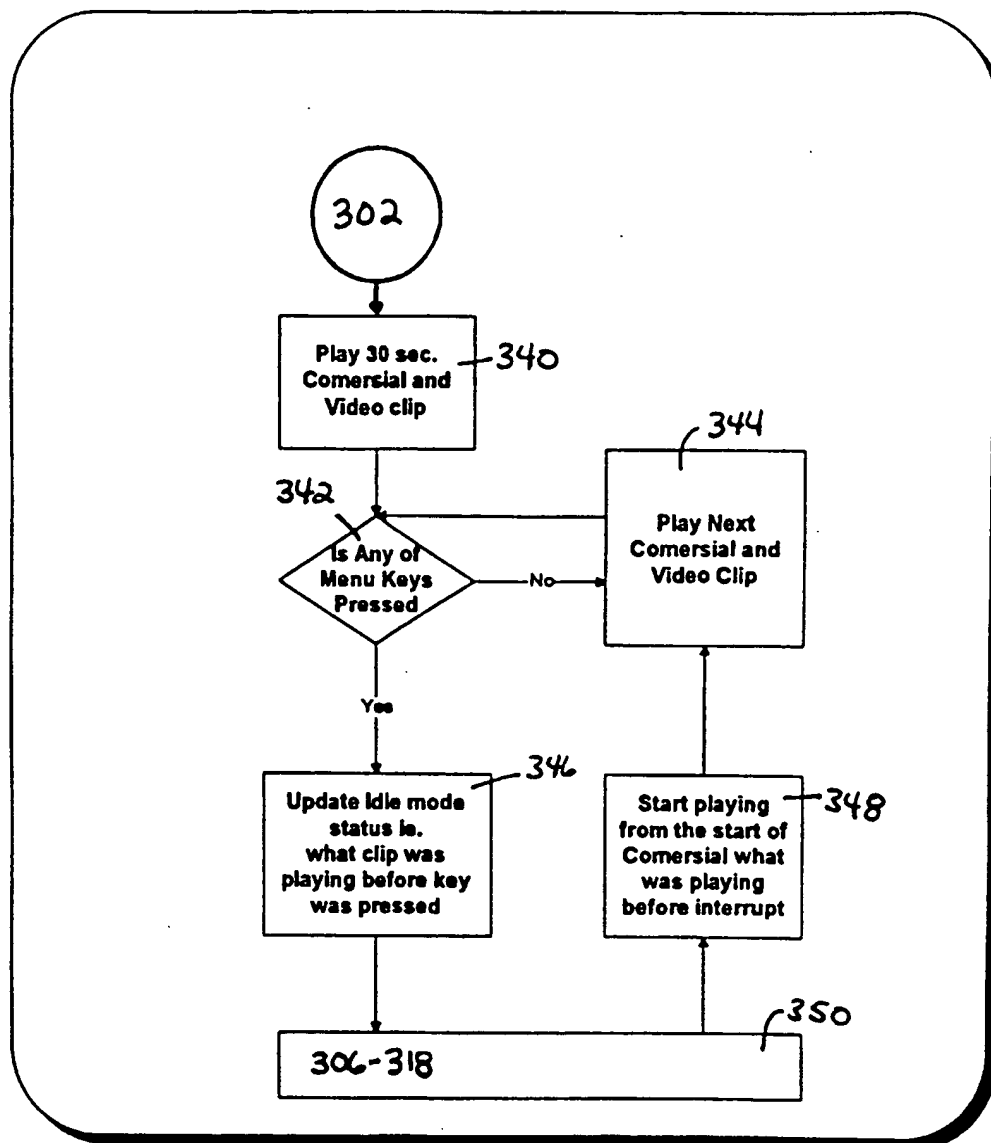 302
Play 30 sec.
Comersial and
Video clip
340
344
342
Is Any of
Menu Keys
Pressed
No
Play Next
Comersial and
Video Clip
Yes
346
Update Idle mode
status ie.
what clip was
playing before key
was pressed
348
Start playing
from the start of
Comersial what
was playing
before interrupt
350
306-318